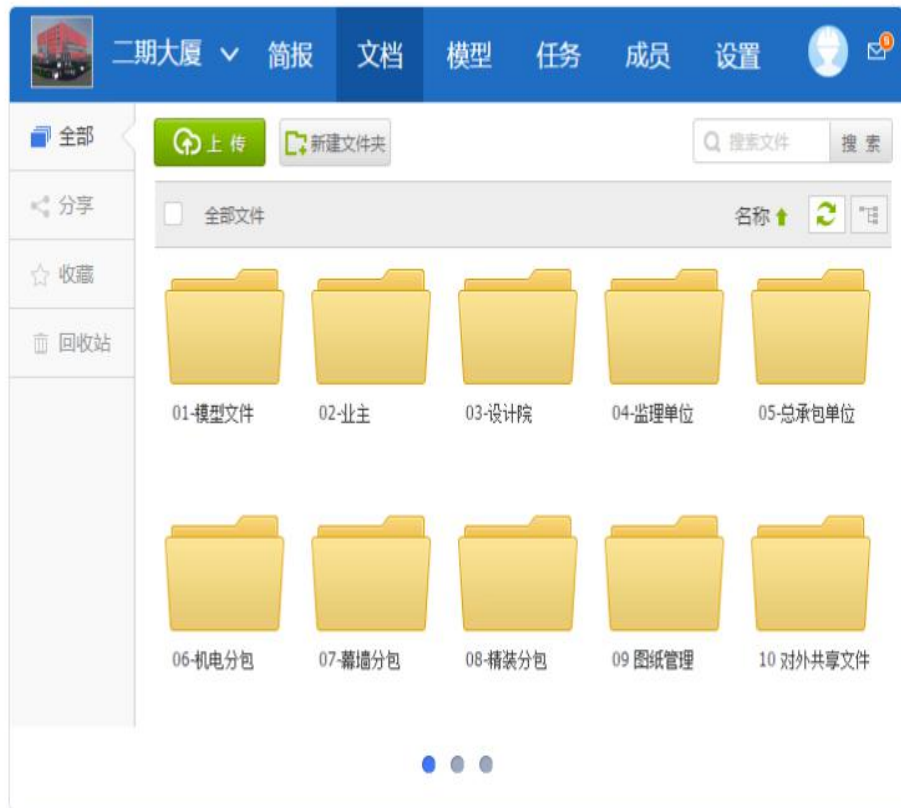 二期大厦 简报 文档 模型 任务 成员 设置
全部
分享
收藏
回收站
上传 新建文件夹 搜索文件 搜索
全部文件 名称
01-模型文件 02-业主 03-设计院 04-监理单位 05-总承包单位
06-机电分包 07-幕墙分包 08-精装分包 09 图纸管理 10 对外共享文件